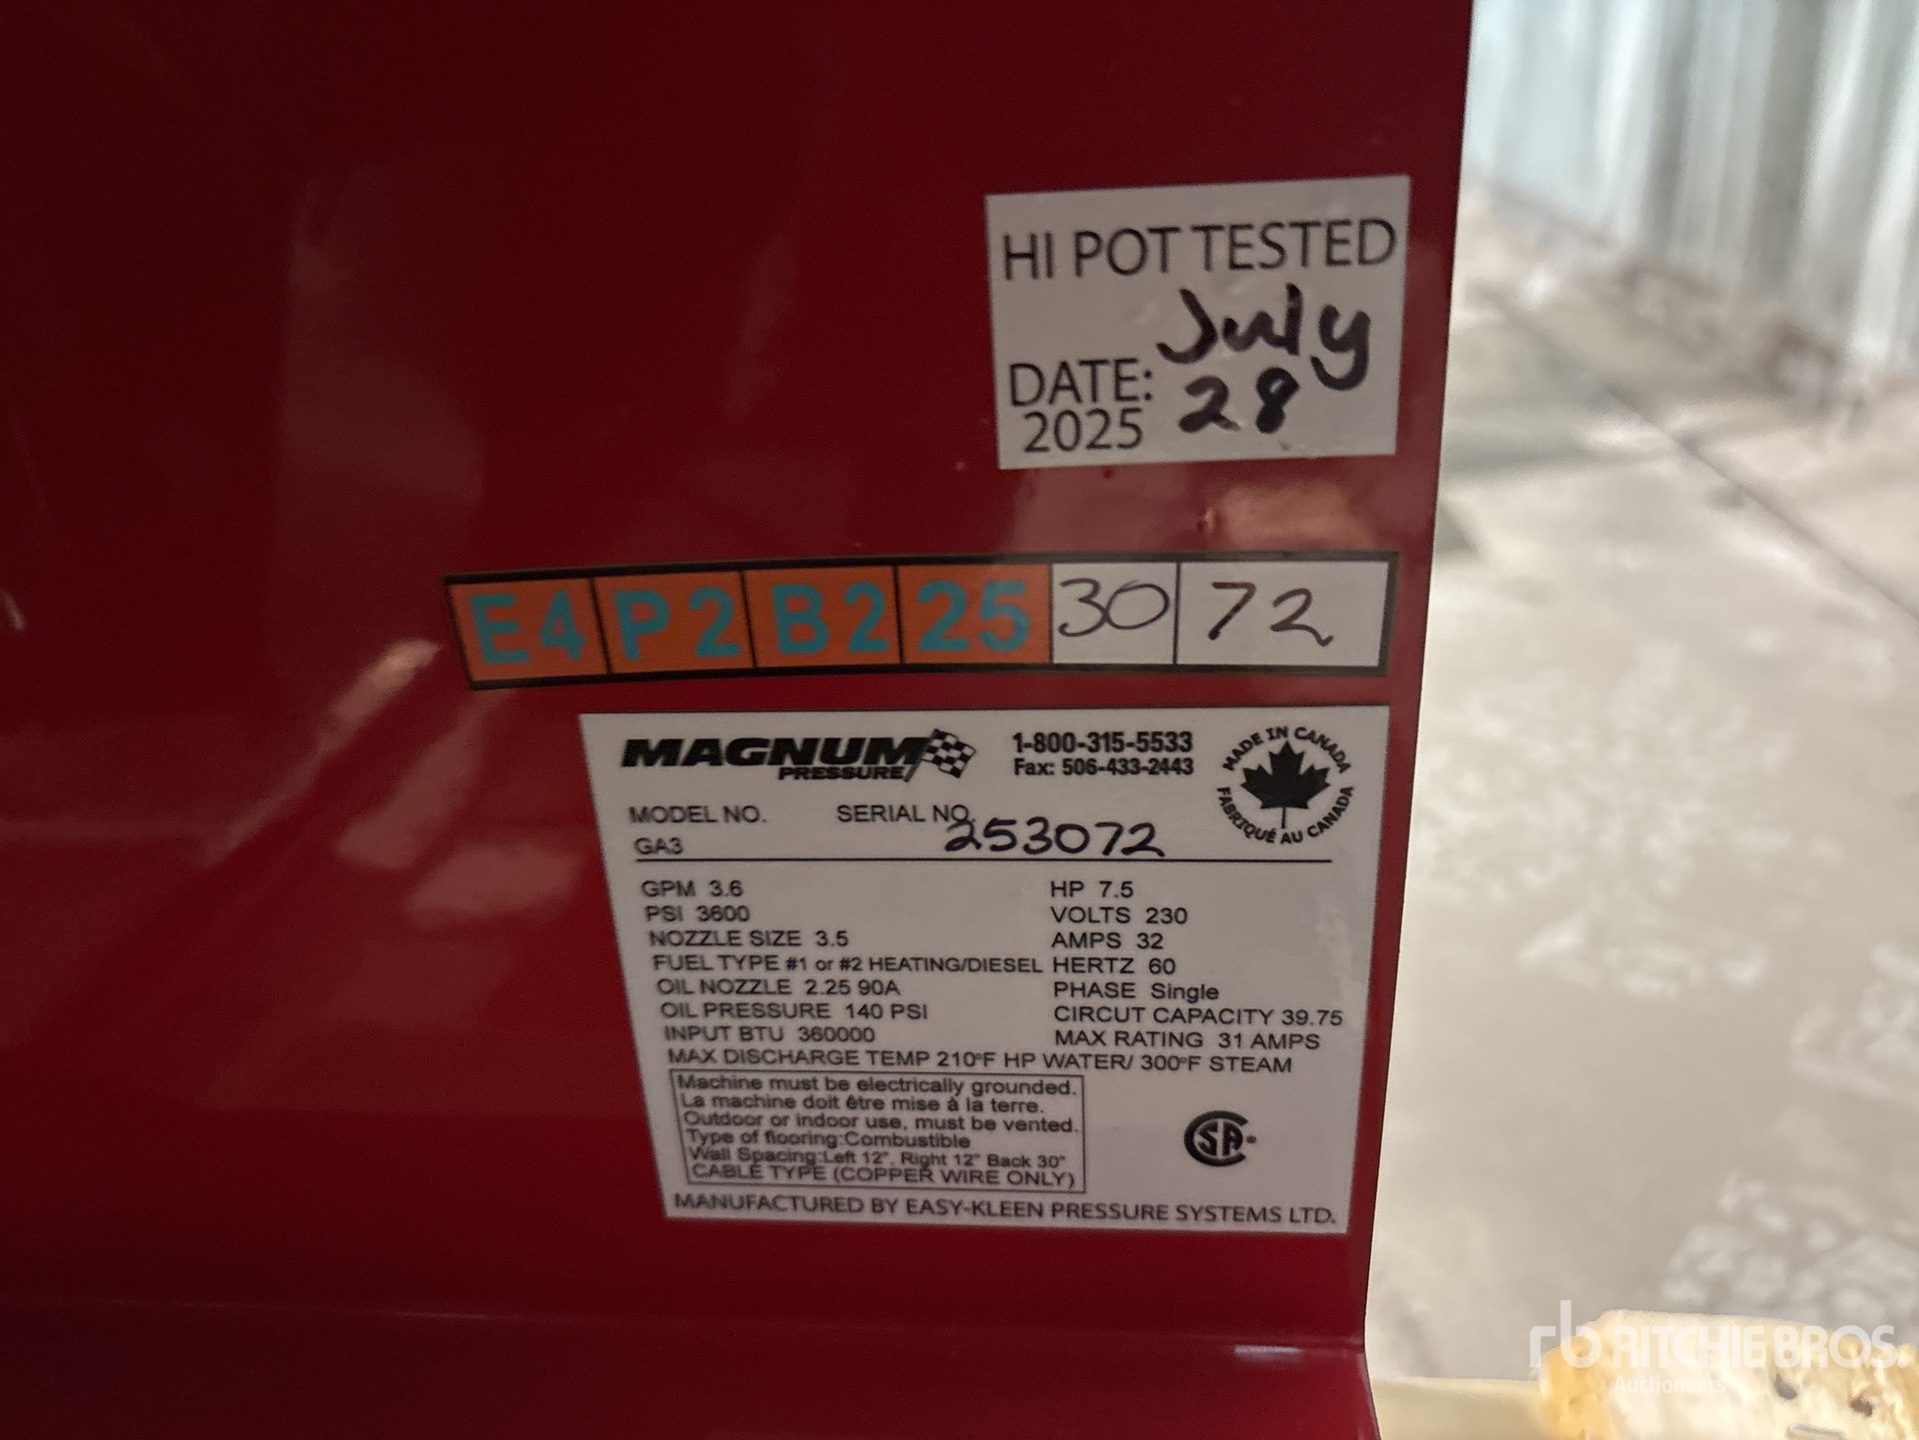 HI POT TESTED
DATE: July
2025 28
E4 P2 B2 25 30 72
MAGNUM
PRESSURE
1-800-315-5533
Fax: 506-433-2443
MADE IN CANADA
FABRIQUÉ AU CANADA
MODEL NO. SERIAL NO. 253072
GA3
GPM 3.6 HP 7.5
PSI 3600 VOLTS 230
NOZZLE SIZE 3.5 AMPS 32
FUEL TYPE #1 or #2 HEATING/DIESEL HERTZ 60
OIL NOZZLE 2.25 90A PHASE Single
OIL PRESSURE 140 PSI CIRCUT CAPACITY 39.75
INPUT BTU 360000 MAX RATING 31 AMPS
MAX DISCHARGE TEMP 210°F HP WATER/ 300°F STEAM
Machine must be electrically grounded.
La machine doit être mise à la terre.
Outdoor or indoor use, must be vented.
Type of flooring:Combustible
Wall Spacing:Left 12", Right 12" Back 30"
CABLE TYPE (COPPER WIRE ONLY)
SA
MANUFACTURED BY EASY-KLEEN PRESSURE SYSTEMS LTD.
rb RITCHIE BROS.
Auctioneers